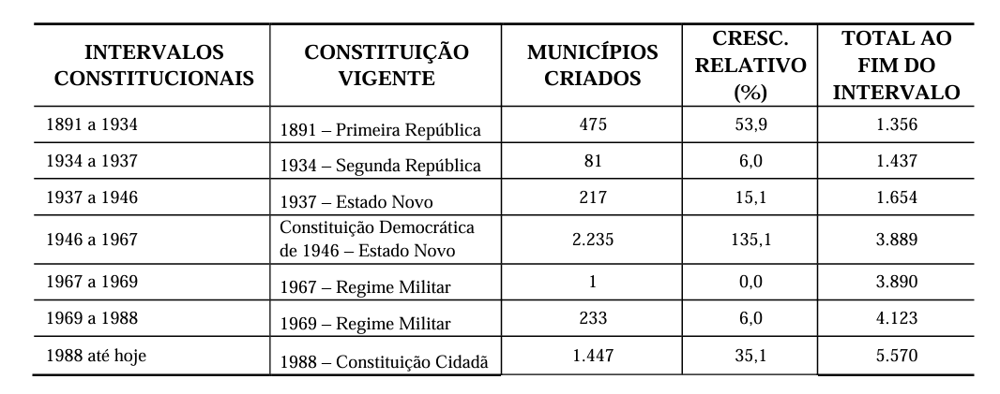 INTERVALOS CONSTITUCIONAIS | CONSTITUIÇÃO VIGENTE | MUNICÍPIOS CRIADOS | CRESC. RELATIVO (%) | TOTAL AO FIM DO INTERVALO
1891 a 1934 | 1891 – Primeira República | 475 | 53,9 | 1.356
1934 a 1937 | 1934 – Segunda República | 81 | 6,0 | 1.437
1937 a 1946 | 1937 – Estado Novo | 217 | 15,1 | 1.654
1946 a 1967 | Constituição Democrática de 1946 – Estado Novo | 2.235 | 135,1 | 3.889
1967 a 1969 | 1967 – Regime Militar | 1 | 0,0 | 3.890
1969 a 1988 | 1969 – Regime Militar | 233 | 6,0 | 4.123
1988 até hoje | 1988 – Constituição Cidadã | 1.447 | 35,1 | 5.570